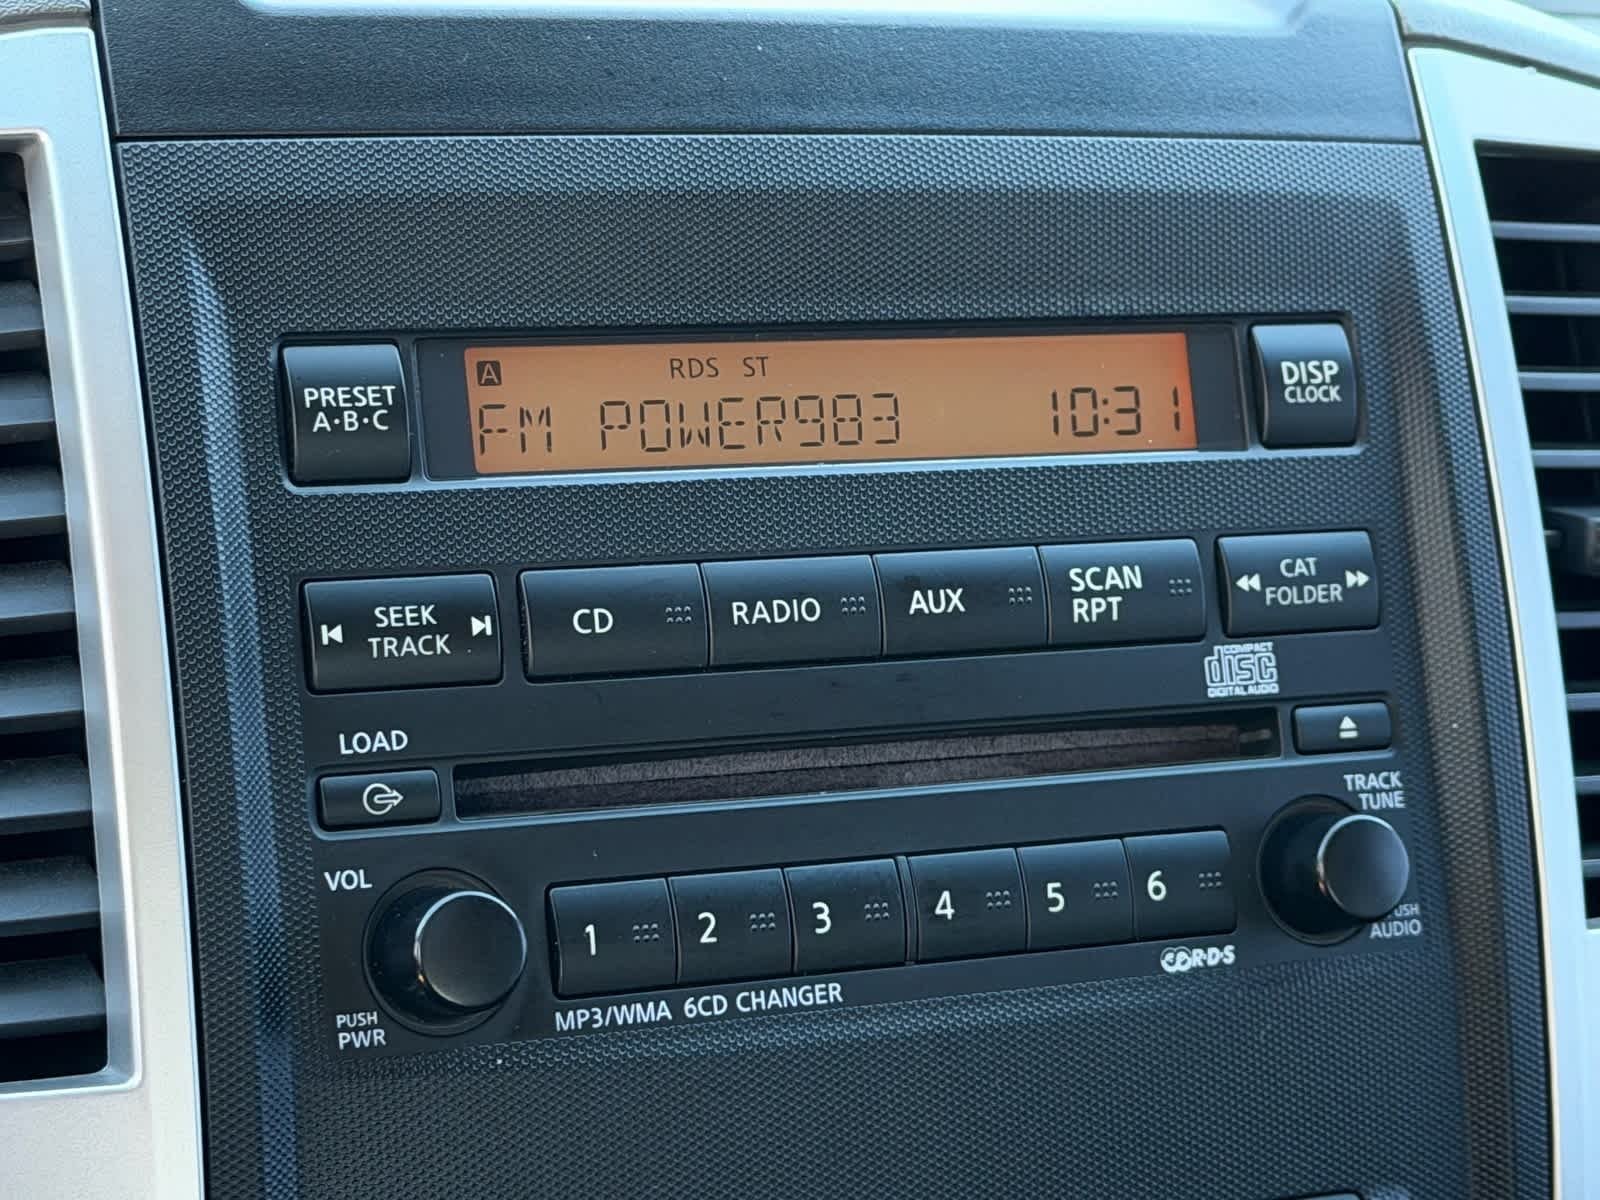 PRESET
A·B·C
A RDS ST
FM POWER983 10:31
DISP
CLOCK
SEEK
TRACK
CD
RADIO
AUX
SCAN
RPT
CAT
FOLDER
COMPACT
disc
DIGITAL AUDIO
LOAD
TRACK
TUNE
VOL
1 2 3 4 5 6
AUDIO
R·D·S
PUSH
PWR
MP3/WMA 6CD CHANGER